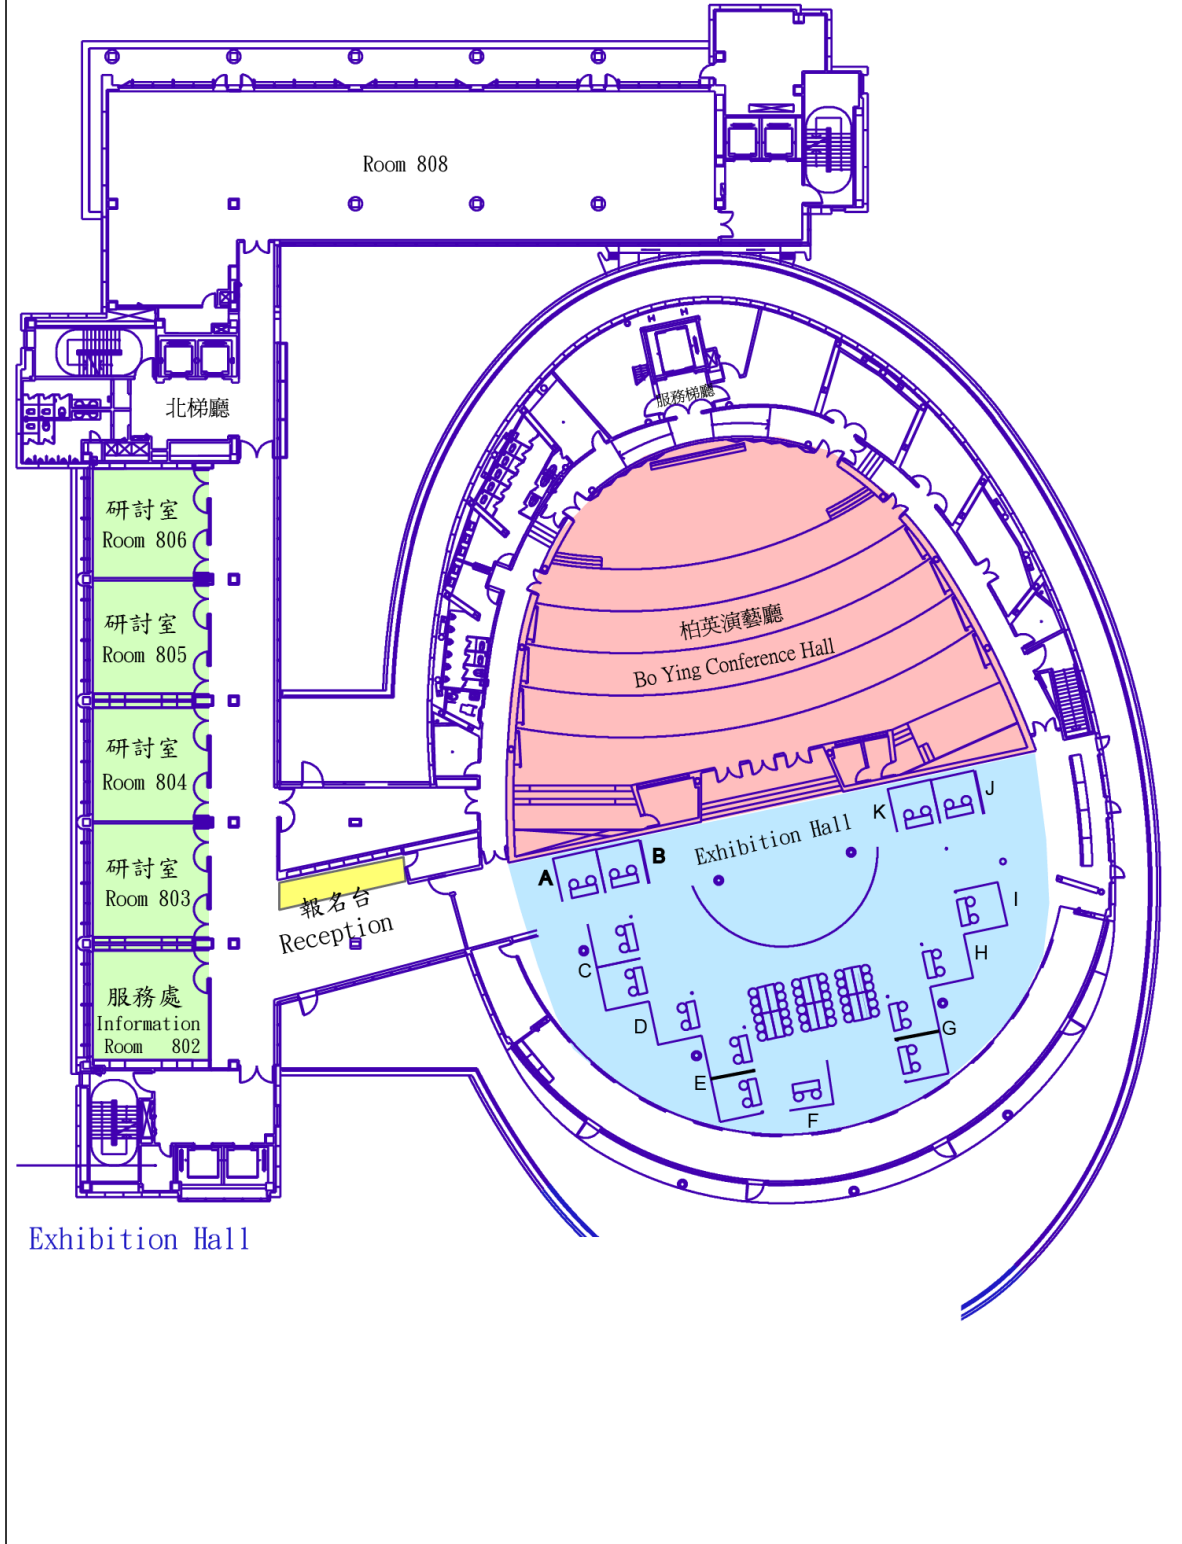 Room 808
服務梯廳
北梯廳
研討室
Room 806
研討室
Room 805
研討室
Room 804
研討室
Room 803
服務處
Information
Room 802
柏英演藝廳
Bo Ying Conference Hall
Exhibition Hall
報名台
Reception
A
B
K
J
C
D
E
F
G
H
I
Exhibition Hall